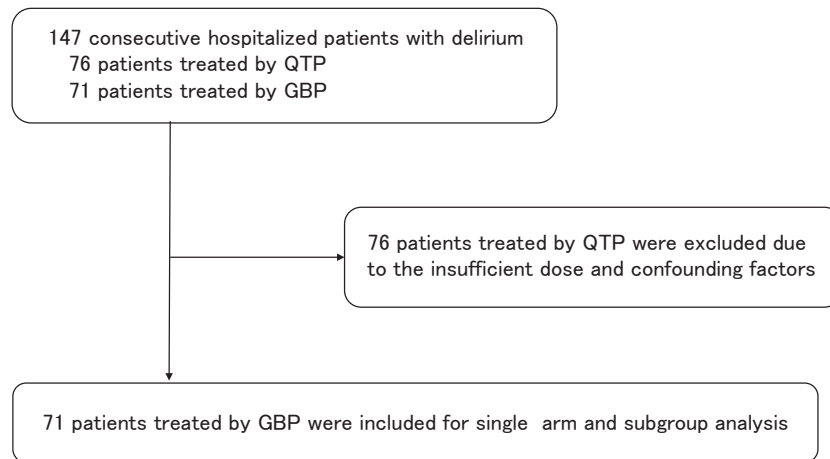 147 consecutive hospitalized patients with delirium
76 patients treated by QTP
71 patients treated by GBP
76 patients treated by QTP were excluded due
to the insufficient dose and confounding factors
71 patients treated by GBP were included for single arm and subgroup analysis